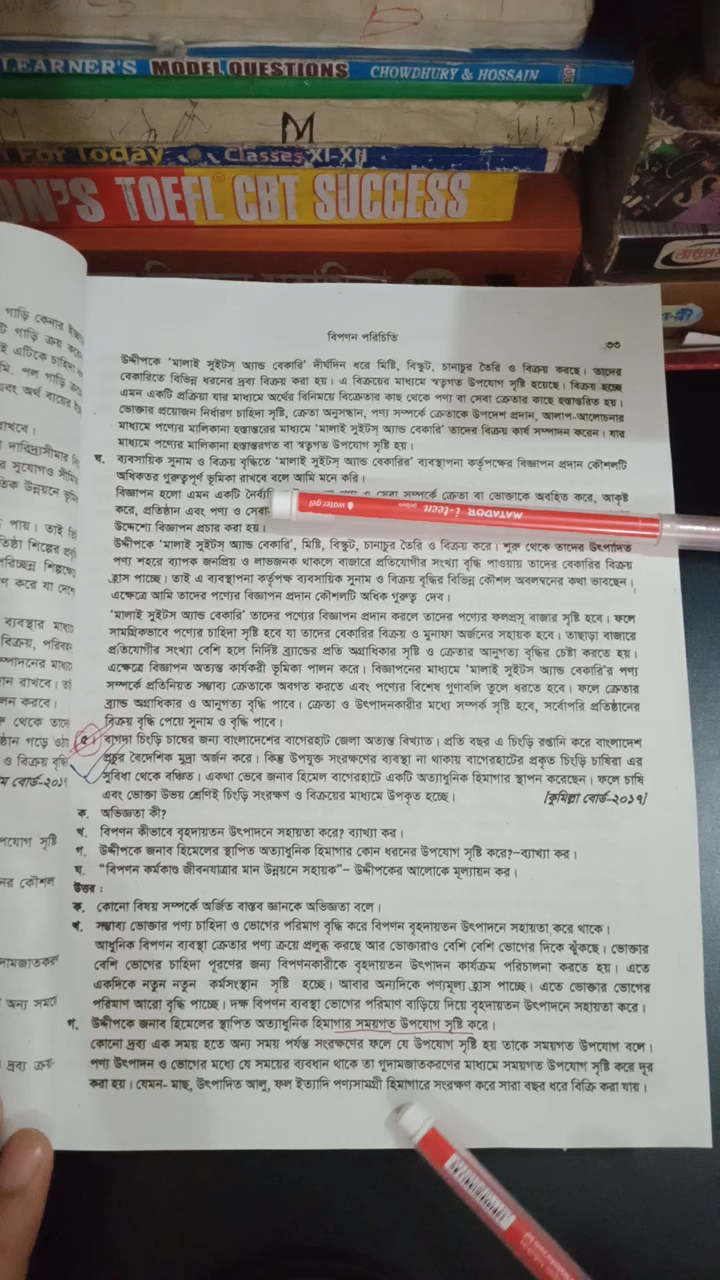 LEARNER'S MODEL QUESTIONS CHOWDHURY & HOSSAIN
M
For Today Classes XI-XII
ON'S TOEFL CBT SUCCESS
বিপণন পরিচিতি ৩৩
উদ্দীপকে 'মালাই সুইটস্ অ্যান্ড বেকারি' দীর্ঘদিন ধরে মিষ্টি, বিস্কুট, চানাচুর তৈরি ও বিক্রয় করছে। তাদের
বেকারিতে বিভিন্ন ধরনের দ্রব্য বিক্রয় করা হয়। এ বিক্রয়ের মাধ্যমে স্বত্বগত উপযোগ সৃষ্টি হয়েছে। বিক্রয় হচ্ছে
এমন একটি প্রক্রিয়া যার মাধ্যমে অর্থের বিনিময়ে বিক্রেতার কাছ থেকে পণ্য বা সেবা ক্রেতার কাছে হস্তান্তরিত হয়।
ভোক্তার প্রয়োজন নির্ধারণ চাহিদা সৃষ্টি, ক্রেতা অনুসন্ধান, পণ্য সম্পর্কে ক্রেতাকে উপদেশ প্রদান, আলাপ-আলোচনার
মাধ্যমে পণ্যের মালিকানা হস্তান্তরের মাধ্যমে 'মালাই সুইটস্ অ্যান্ড বেকারি' তাদের বিক্রয় কার্য সম্পাদন করেন। যার
মাধ্যমে পণ্যের মালিকানা হস্তান্তরগত বা স্বত্বগত উপযোগ সৃষ্টি হয়।
ঘ. ব্যবসায়িক সুনাম ও বিক্রয় বৃদ্ধিতে 'মালাই সুইটস্ অ্যান্ড বেকারির' ব্যবস্থাপনা কর্তৃপক্ষের বিজ্ঞাপন প্রদান কৌশলটি
অধিকতর গুরুত্বপূর্ণ ভূমিকা রাখবে বলে আমি মনে করি।
বিজ্ঞাপন হলো এমন একটি সম্পর্কে ক্রেতা বা ভোক্তাকে অবহিত করে, আকৃষ্ট
করে, প্রতিষ্ঠান এবং পণ্য ও সেবা
উদ্দেশ্যে বিজ্ঞাপন প্রচার করা হয়।
water gel MATADOR i-teen
উদ্দীপকে 'মালাই সুইটস অ্যান্ড বেকারি', মিষ্টি, বিস্কুট, চানাচুর তৈরি ও বিক্রয় করে। শুরু থেকে তাদের উৎপাদিত
পণ্য শহরে ব্যাপক জনপ্রিয় ও লাভজনক থাকলে বাজারে প্রতিযোগীর সংখ্যা বৃদ্ধি পাওয়ায় তাদের বেকারির বিক্রয়
হ্রাস পাচ্ছে। তাই এ ব্যবস্থাপনা কর্তৃপক্ষ ব্যবসায়িক সুনাম ও বিক্রয় বৃদ্ধির বিভিন্ন কৌশল অবলম্বনের কথা ভাবছেন।
এক্ষেত্রে আমি তাদের পণ্যের বিজ্ঞাপন প্রদান কৌশলটি অধিক গুরুত্ব দেব।
'মালাই সুইটস অ্যান্ড বেকারি' তাদের পণ্যের বিজ্ঞাপন প্রদান করলে তাদের পণ্যের ফলপ্রসূ বাজার সৃষ্টি হবে। ফলে
সামগ্রিকভাবে পণ্যের চাহিদা সৃষ্টি হবে যা তাদের বেকারির বিক্রয় ও মুনাফা অর্জনের সহায়ক হবে। তাছাড়া বাজারে
প্রতিযোগীর সংখ্যা বেশি হলে নির্দিষ্ট ব্র্যান্ডের প্রতি অগ্রাধিকার সৃষ্টি ও ক্রেতার আনুগত্য বৃদ্ধির চেষ্টা করতে হয়।
এক্ষেত্রে বিজ্ঞাপন অত্যন্ত কার্যকরী ভূমিকা পালন করে। বিজ্ঞাপনের মাধ্যমে 'মালাই সুইটস অ্যান্ড বেকারি'র পণ্য
সম্পর্কে প্রতিনিয়ত সম্ভাব্য ক্রেতাকে অবগত করতে এবং পণ্যের বিশেষ গুণাবলি তুলে ধরতে হবে। ফলে ক্রেতার
ব্র্যান্ড অগ্রাধিকার ও আনুগত্য বৃদ্ধি পাবে। ক্রেতা ও উৎপাদনকারীর মধ্যে সম্পর্ক সৃষ্টি হবে, সর্বোপরি প্রতিষ্ঠানের
বিক্রয় বৃদ্ধি পেয়ে সুনাম ও বৃদ্ধি পাবে।
৫। বাগদা চিংড়ি চাষের জন্য বাংলাদেশের বাগেরহাট জেলা অত্যন্ত বিখ্যাত। প্রতি বছর এ চিংড়ি রপ্তানি করে বাংলাদেশ
প্রচুর বৈদেশিক মুদ্রা অর্জন করে। কিন্তু উপযুক্ত সংরক্ষণের ব্যবস্থা না থাকায় বাগেরহাটের প্রকৃত চিংড়ি চাষিরা এর
সুবিধা থেকে বঞ্চিত। একথা ভেবে জনাব হিমেল বাগেরহাটে একটি অত্যাধুনিক হিমাগার স্থাপন করেছেন। ফলে চাষি
এবং ভোক্তা উভয় শ্রেণিই চিংড়ি সংরক্ষণ ও বিক্রয়ের মাধ্যমে উপকৃত হচ্ছে। [কুমিল্লা বোর্ড-২০১৭]
ক. অভিজ্ঞতা কী?
খ. বিপণন কীভাবে বৃহদায়তন উৎপাদনে সহায়তা করে? ব্যাখ্যা কর।
গ. উদ্দীপকে জনাব হিমেলের স্থাপিত অত্যাধুনিক হিমাগার কোন ধরনের উপযোগ সৃষ্টি করে?-ব্যাখ্যা কর।
ঘ. "বিপণন কর্মকাণ্ড জীবনযাত্রার মান উন্নয়নে সহায়ক"- উদ্দীপকের আলোকে মূল্যায়ন কর।
উত্তর :
ক. কোনো বিষয় সম্পর্কে অর্জিত বাস্তব জ্ঞানকে অভিজ্ঞতা বলে।
খ. সম্ভাব্য ভোক্তার পণ্য চাহিদা ও ভোগের পরিমাণ বৃদ্ধি করে বিপণন বৃহদায়তন উৎপাদনে সহায়তা করে থাকে।
আধুনিক বিপণন ব্যবস্থা ক্রেতার পণ্য ক্রয়ে প্রলুব্ধ করছে আর ভোক্তারাও বেশি বেশি ভোগের দিকে ঝুঁকছে। ভোক্তার
বেশি ভোগের চাহিদা পূরণের জন্য বিপণনকারীকে বৃহদায়তন উৎপাদন কার্যক্রম পরিচালনা করতে হয়। এতে
একদিকে নতুন নতুন কর্মসংস্থান সৃষ্টি হচ্ছে। আবার অন্যদিকে পণ্যমূল্য হ্রাস পাচ্ছে। এতে ভোক্তার ভোগের
পরিমাণ আরো বৃদ্ধি পাচ্ছে। দক্ষ বিপণন ব্যবস্থা ভোগের পরিমাণ বাড়িয়ে দিয়ে বৃহদায়তন উৎপাদনে সহায়তা করে।
গ. উদ্দীপকে জনাব হিমেলের স্থাপিত অত্যাধুনিক হিমাগার সময়গত উপযোগ সৃষ্টি করে।
কোনো দ্রব্য এক সময় হতে অন্য সময় পর্যন্ত সংরক্ষণের ফলে যে উপযোগ সৃষ্টি হয় তাকে সময়গত উপযোগ বলে।
পণ্য উৎপাদন ও ভোগের মধ্যে যে সময়ের ব্যবধান থাকে তা গুদামজাতকরণের মাধ্যমে সময়গত উপযোগ সৃষ্টি করে দূর
করা হয়। যেমন- মাছ, উৎপাদিত আলু, ফল ইত্যাদি পণ্যসামগ্রী হিমাগারে সংরক্ষণ করে সারা বছর ধরে বিক্রি করা যায়।